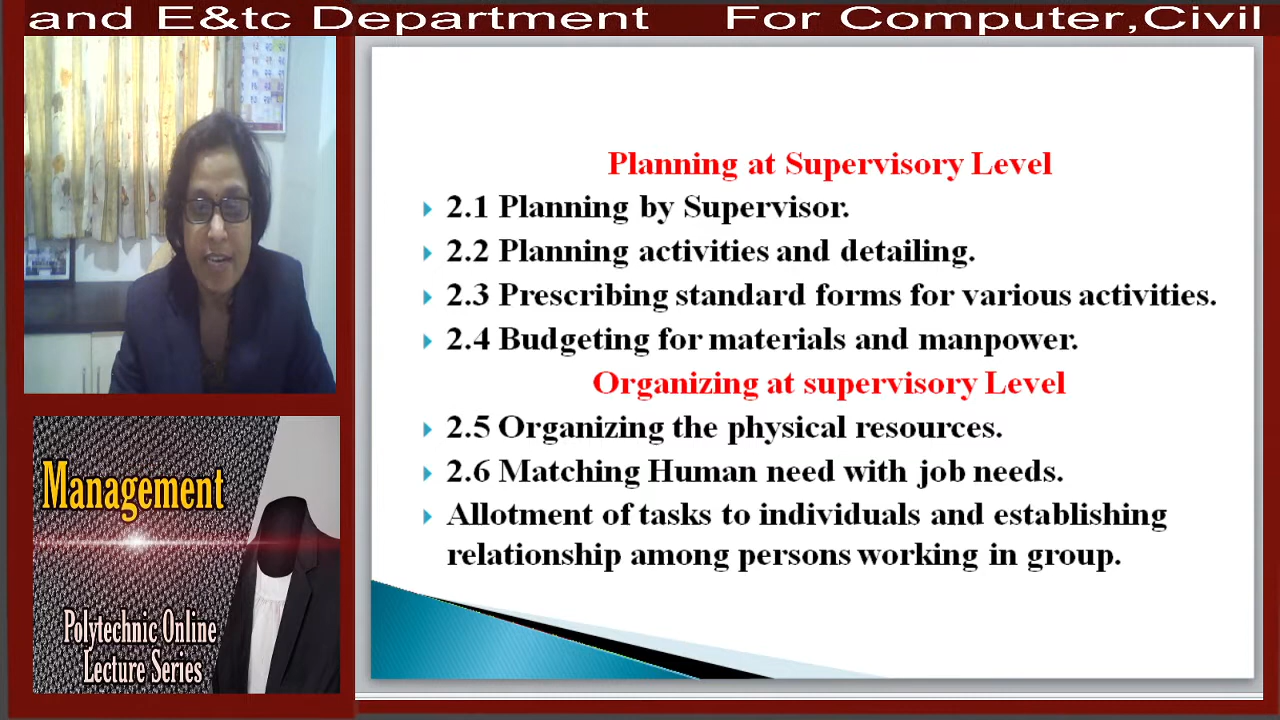 and E&tc Department For Computer,Civil
Planning at Supervisory Level
2.1 Planning by Supervisor.
2.2 Planning activities and detailing.
2.3 Prescribing standard forms for various activities.
2.4 Budgeting for materials and manpower.
Organizing at supervisory Level
2.5 Organizing the physical resources.
2.6 Matching Human need with job needs.
Allotment of tasks to individuals and establishing
relationship among persons working in group.
Management
Polytechnic Online
Lecture Series